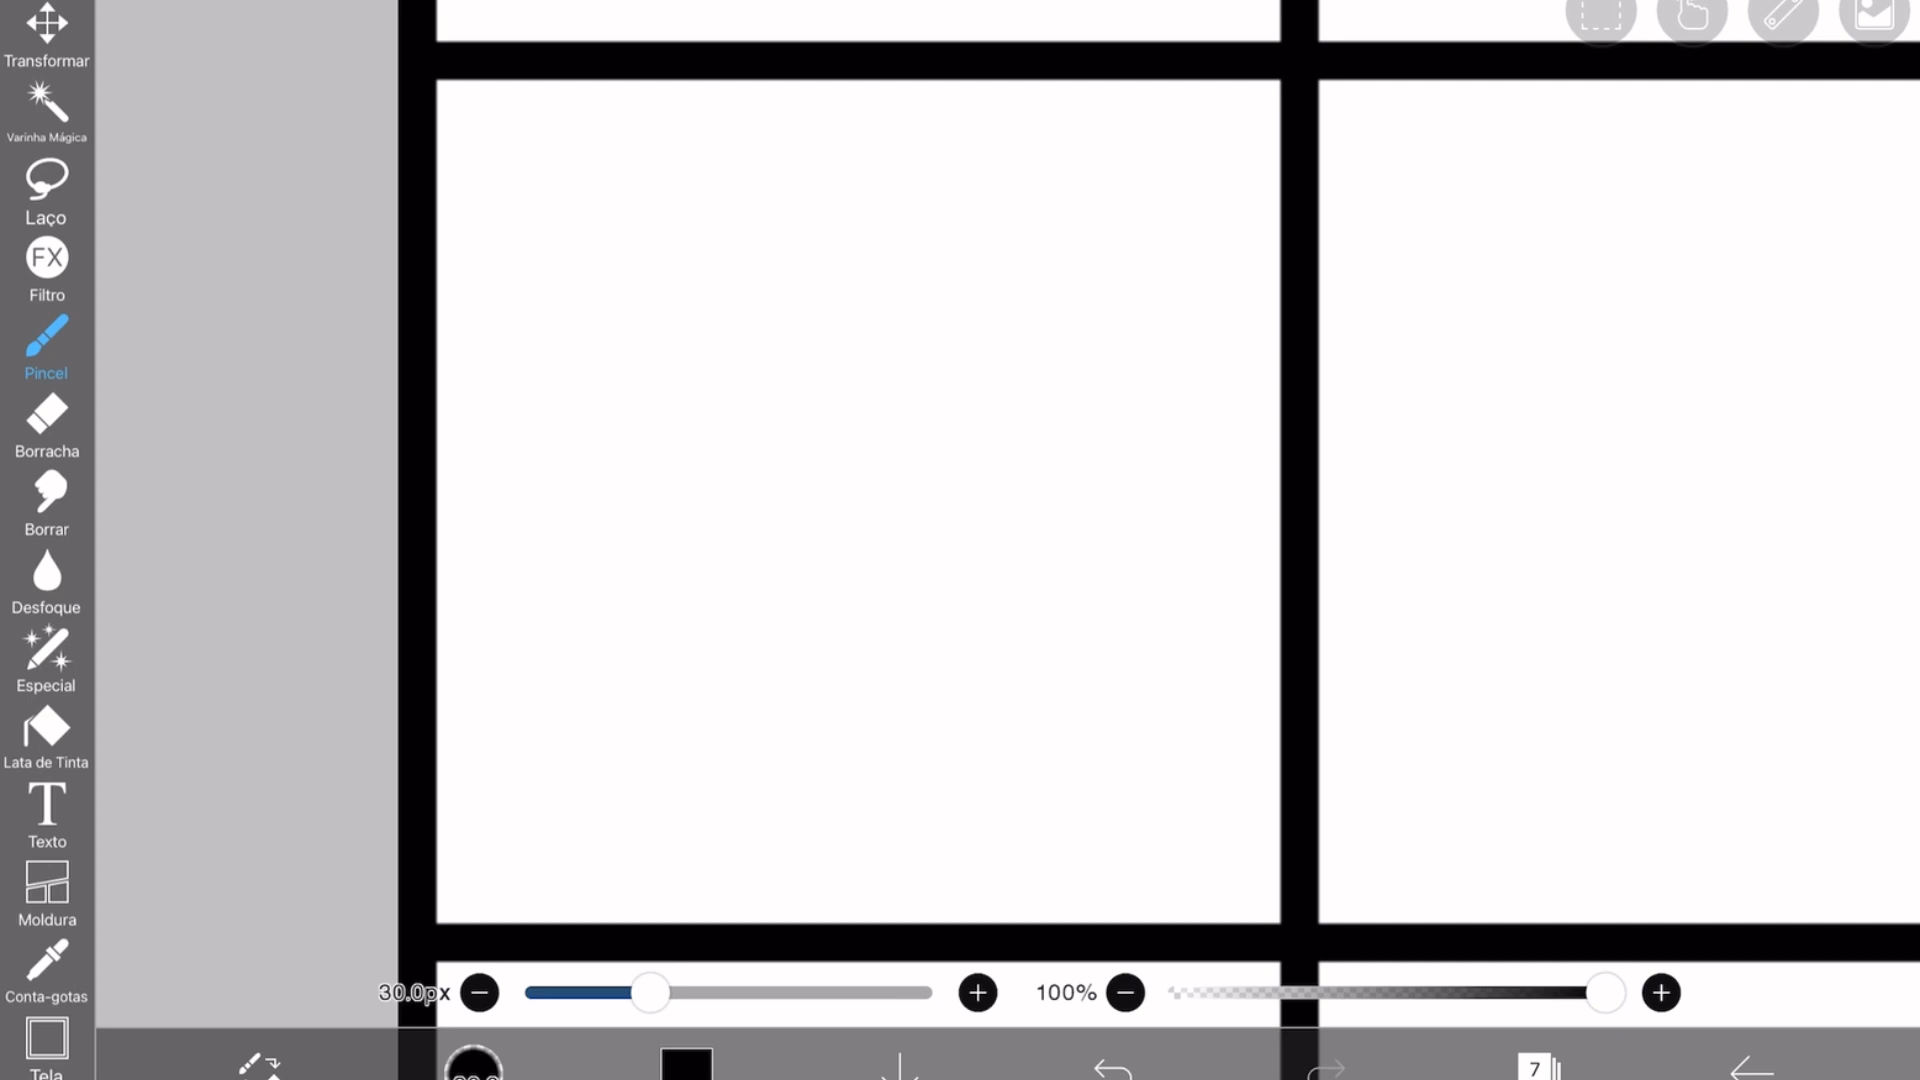 Transformar
Varinha Mágica
Laço
FX
Filtro
Pincel
Borracha
Borrar
Desfoque
Especial
Lata de Tinta
T
Texto
Moldura
Conta-gotas
Tela
30.0px
100%
7